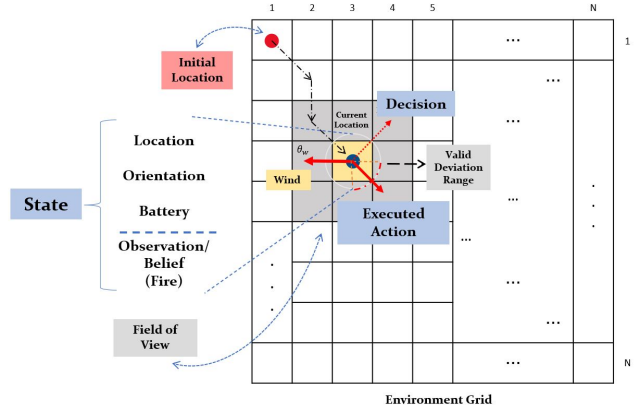 1
2
3
4
5
N
1
Initial
Location
Current
Location
Decision
θw
Wind
Valid
Deviation
Range
Executed
Action
State
Location
Orientation
Battery
Observation/
Belief
(Fire)
Field of
View
N
Environment Grid